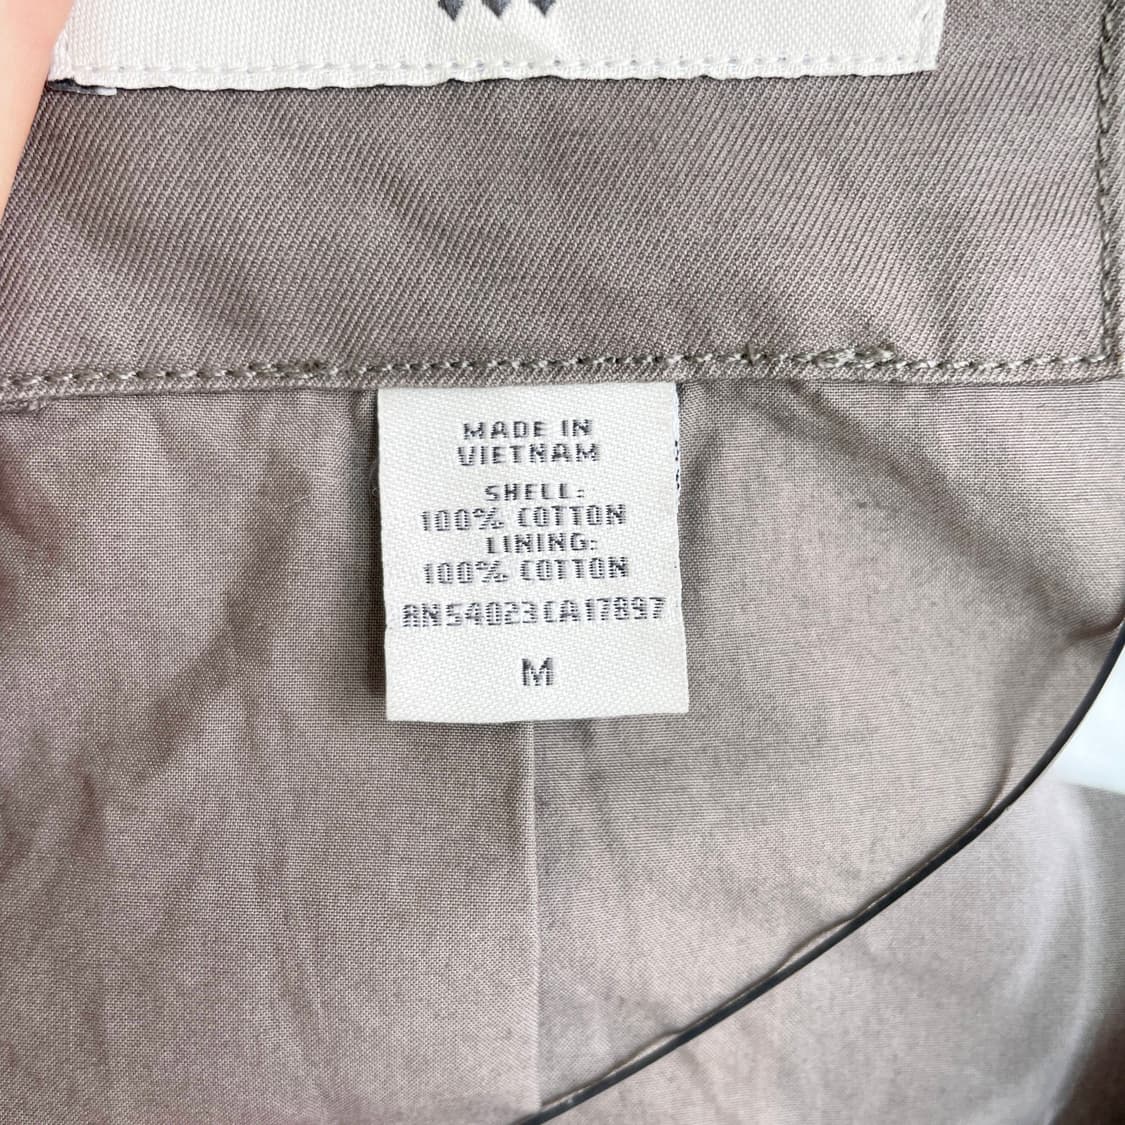 MADE IN
VIETNAM
SHELL:
100% COTTON
LINING:
100% COTTON
RN54023CA17897
M